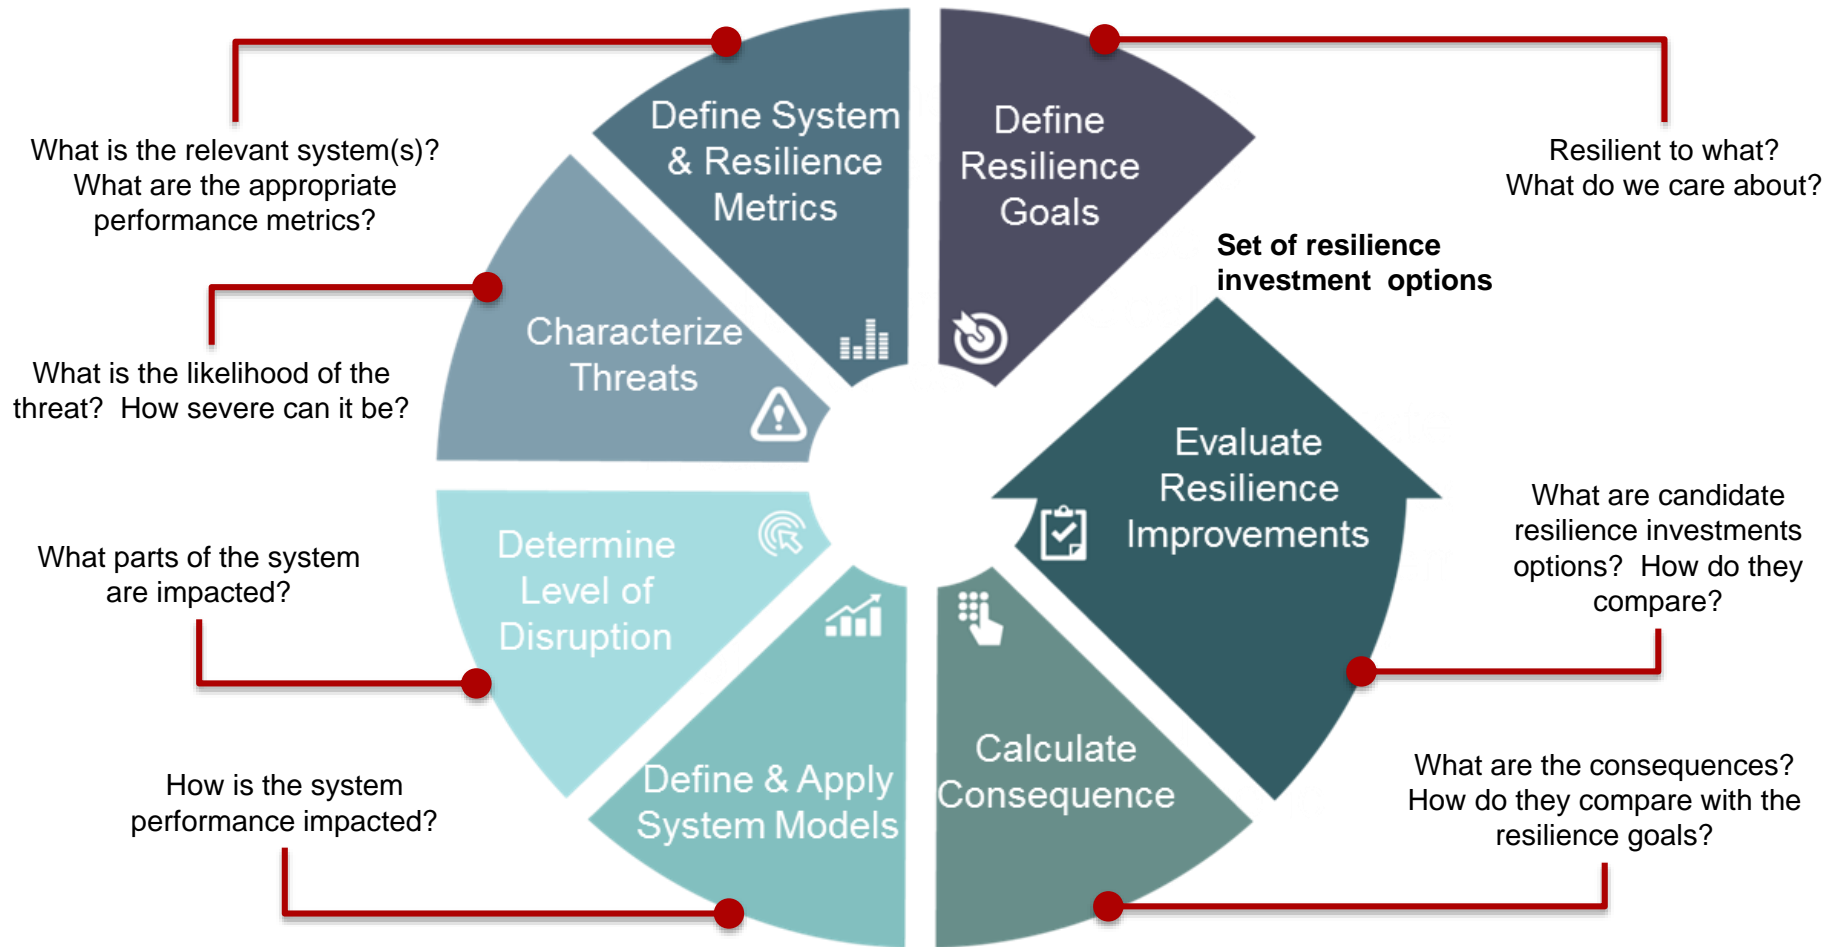 Define System
& Resilience
Metrics
Define
Resilience
Goals
What is the relevant system(s)?
What are the appropriate
performance metrics?
Resilient to what?
What do we care about?
Set of resilience
investment  options
Characterize
Threats
What is the likelihood of the
threat?  How severe can it be?
Evaluate
Resilience
Improvements
What are candidate
resilience investments
options?  How do they
compare?
What parts of the system
are impacted?
Determine
Level of
Disruption
How is the system
performance impacted?
Define & Apply
System Models
Calculate
Consequence
What are the consequences?
How do they compare with the
resilience goals?